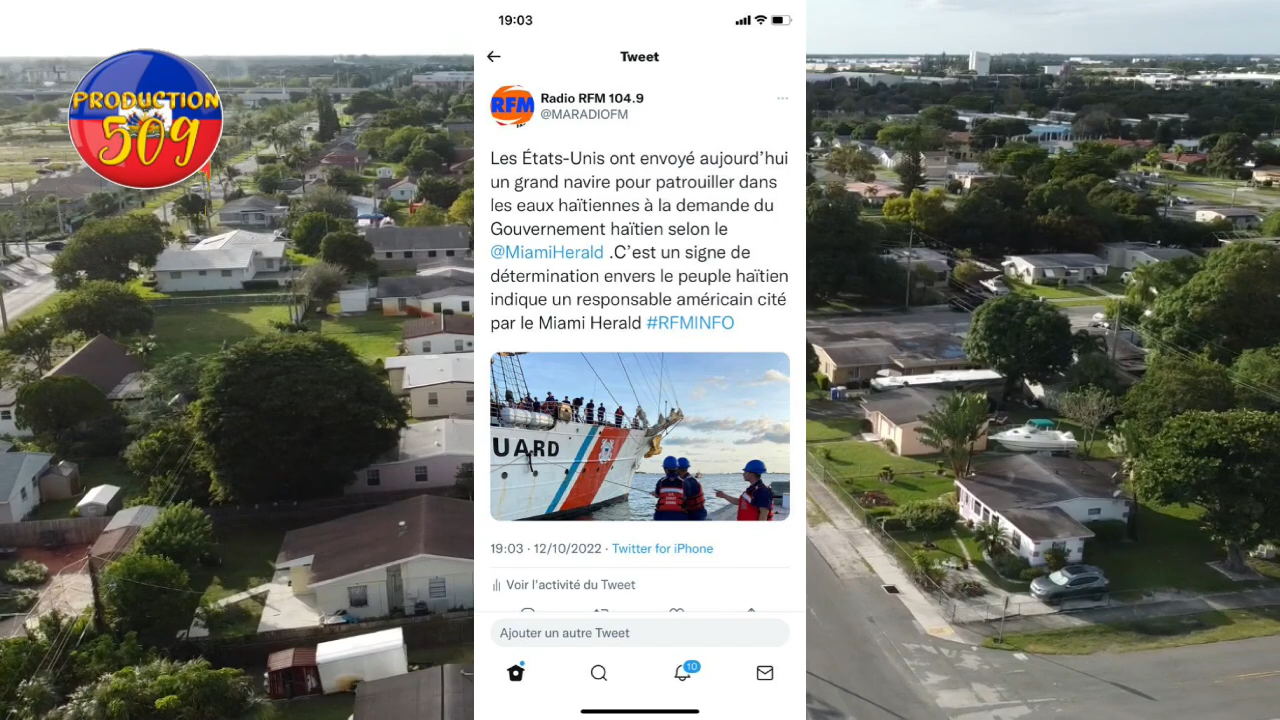 PRODUCTION
509
19:03
Tweet
RFM
Radio RFM 104.9
@MARADIOFM
Les États-Unis ont envoyé aujourd’hui
un grand navire pour patrouiller dans
les eaux haïtiennes à la demande du
Gouvernement haïtien selon le
@MiamiHerald .C’est un signe de
détermination envers le peuple haïtien
indique un responsable américain cité
par le Miami Herald #RFMINFO
UARD
19:03 · 12/10/2022 · Twitter for iPhone
Voir l'activité du Tweet
Ajouter un autre Tweet
10